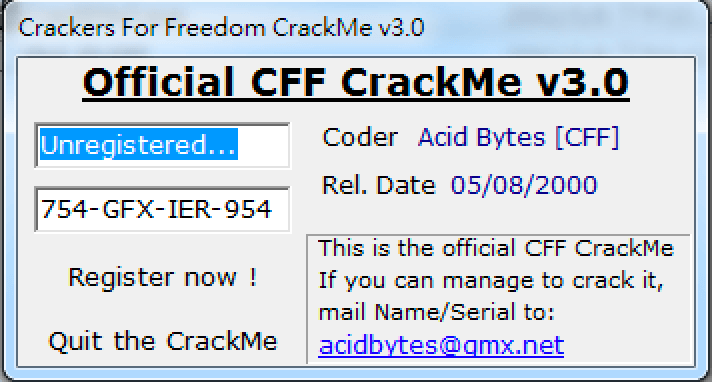 Crackers For Freedom CrackMe v3.0
Official CFF CrackMe v3.0
Unregistered...
754-GFX-IER-954
Register now !
Quit the CrackMe
Coder Acid Bytes [CFF]
Rel. Date 05/08/2000
This is the official CFF CrackMe
If you can manage to crack it,
mail Name/Serial to:
acidbytes@gmx.net